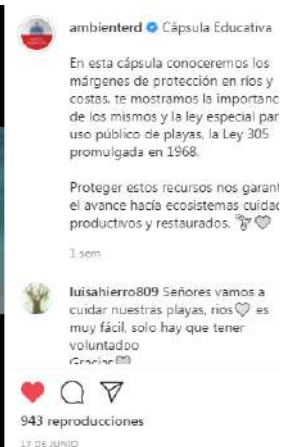 ambienterd Cápsula Educativa
En esta cápsula conoceremos los
márgenes de protección en ríos y
costas. te mostramos la importanc
de los mismos y la ley especial par
uso público de playas, la Ley 305
promulgada en 1968.
Proteger estos recursos nos garant
el avance hacía ecosistemas cuidac
productivos y restaurados.
1 sem
luisahierro809 Señores vamos a
cuidar nuestras playas, rios es
muy fácil, solo hay que tener
voluntadpo
Gracias
943 reproducciones
17 DE JUNIO